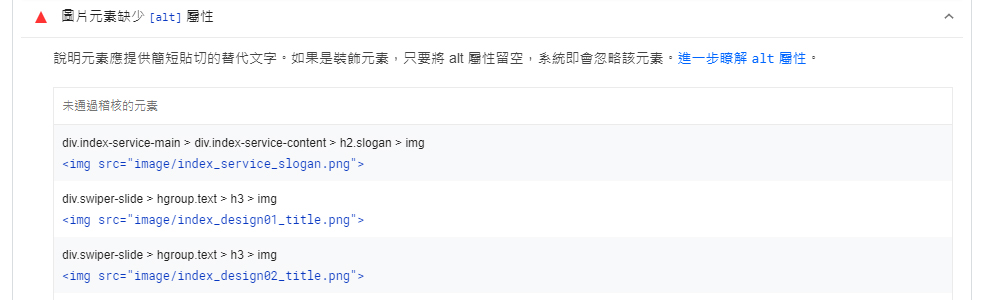 圖片元素缺少 [alt] 屬性
說明元素應提供簡短貼切的替代文字。如果是裝飾元素，只要將 alt 屬性留空，系統即會忽略該元素。進一步瞭解 alt 屬性。
未通過稽核的元素
div.index-service-main > div.index-service-content > h2.slogan > img
<img src="image/index_service_slogan.png">
div.swiper-slide > hgroup.text > h3 > img
<img src="image/index_design01_title.png">
div.swiper-slide > hgroup.text > h3 > img
<img src="image/index_design02_title.png">